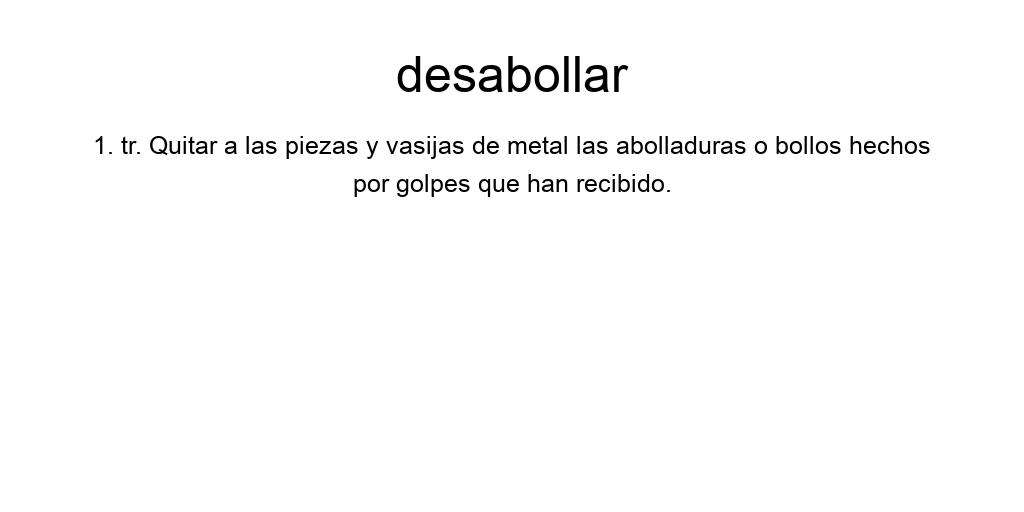 desabollar
1. tr. Quitar a las piezas y vasijas de metal las abolladuras o bollos hechos
por golpes que han recibido.